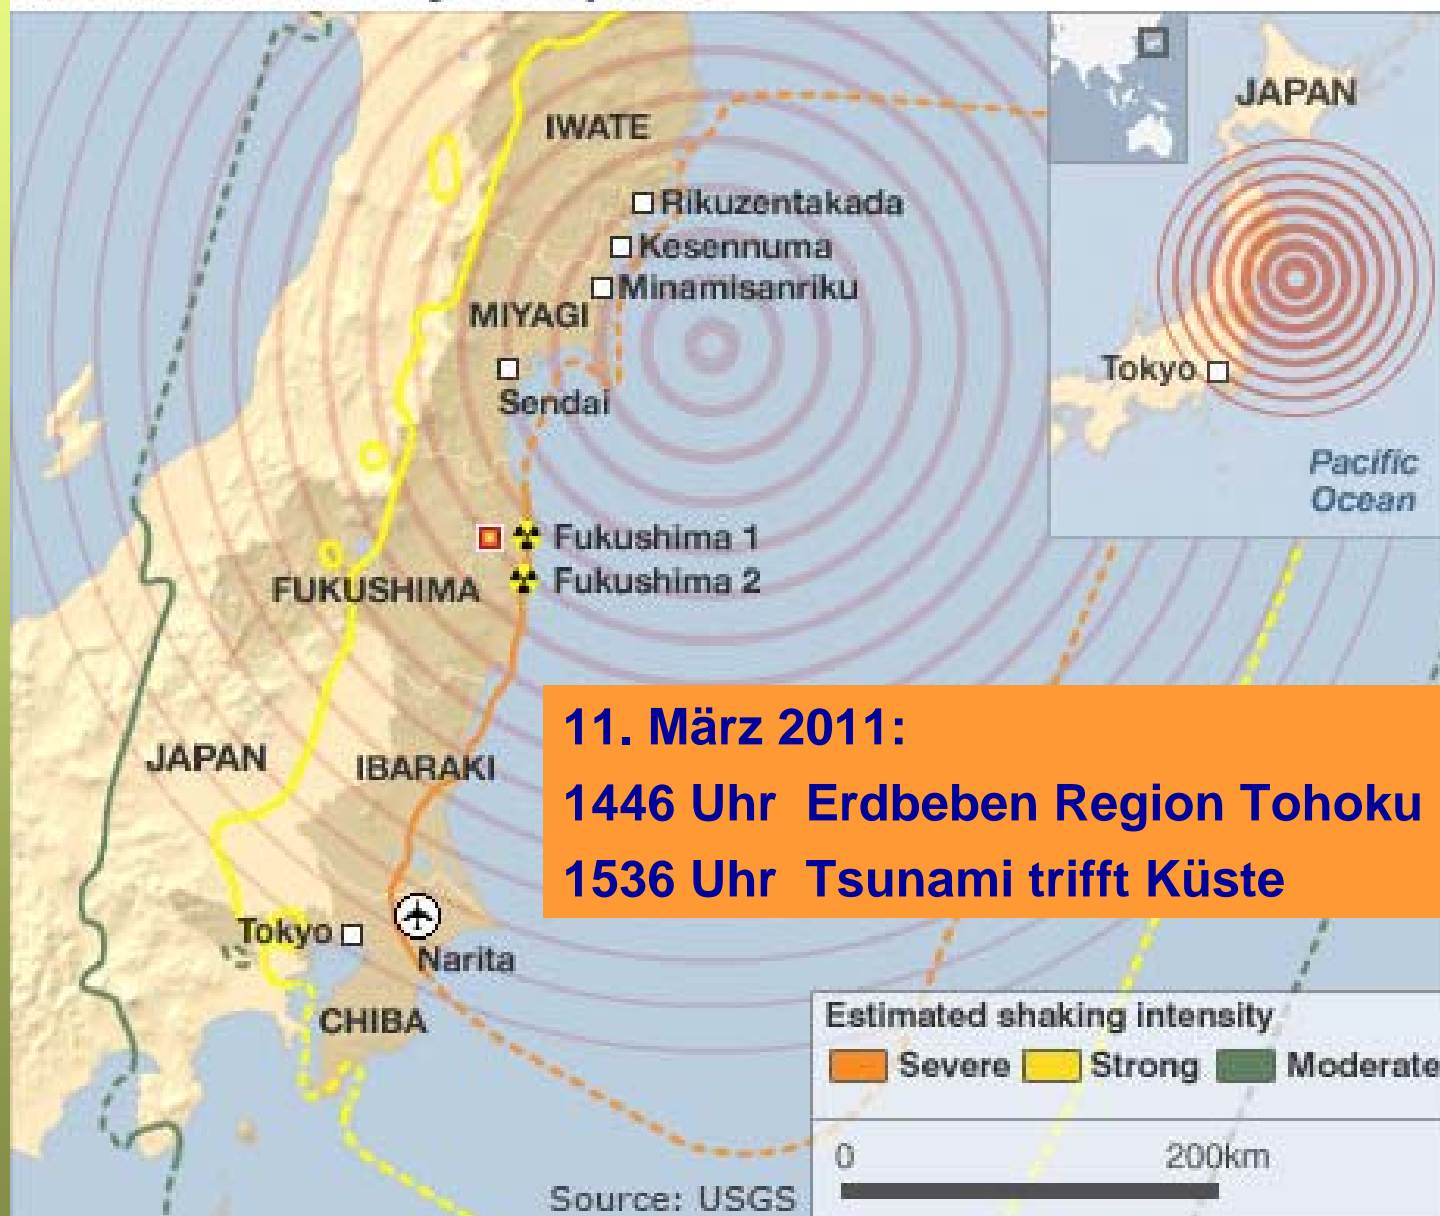 JAPAN
Tokyo
Pacific
Ocean
IWATE
Rikuzentakada
Kesennuma
Minamisanriku
MIYAGI
Sendai
Fukushima 1
Fukushima 2
FUKUSHIMA
JAPAN
IBARAKI
11. März 2011:
1446 Uhr Erdbeben Region Tohoku
1536 Uhr Tsunami trifft Küste
Tokyo
Narita
CHIBA
Estimated shaking intensity
Severe Strong Moderate
0 200km
Source: USGS